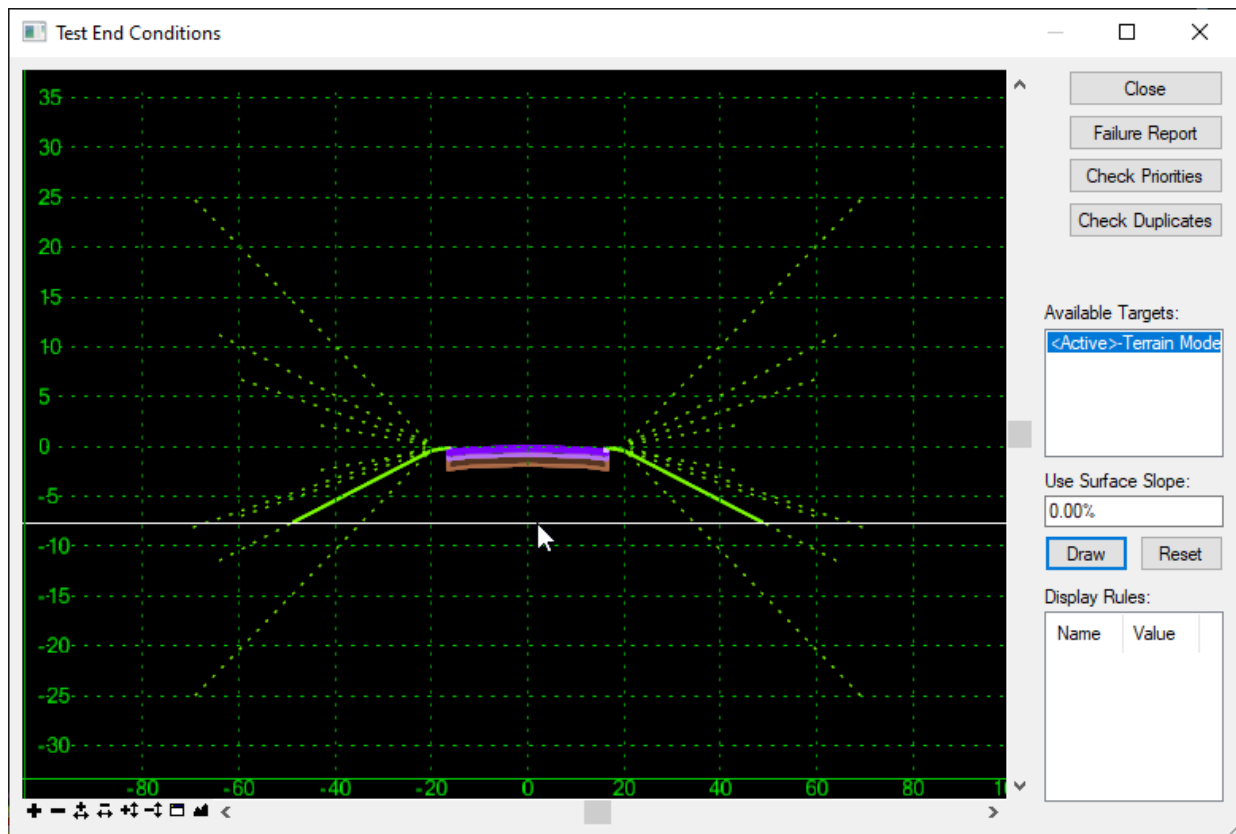 Test End Conditions
Close
Failure Report
Check Priorities
Check Duplicates
Available Targets:
<Active>-Terrain Mode
Use Surface Slope:
0.00%
Draw Reset
Display Rules:
Name Value
35
30
25
20
15
10
5
0
-5
-10
-15
-20
-25
-30
-80 -60 -40 -20 0 20 40 60 80 10